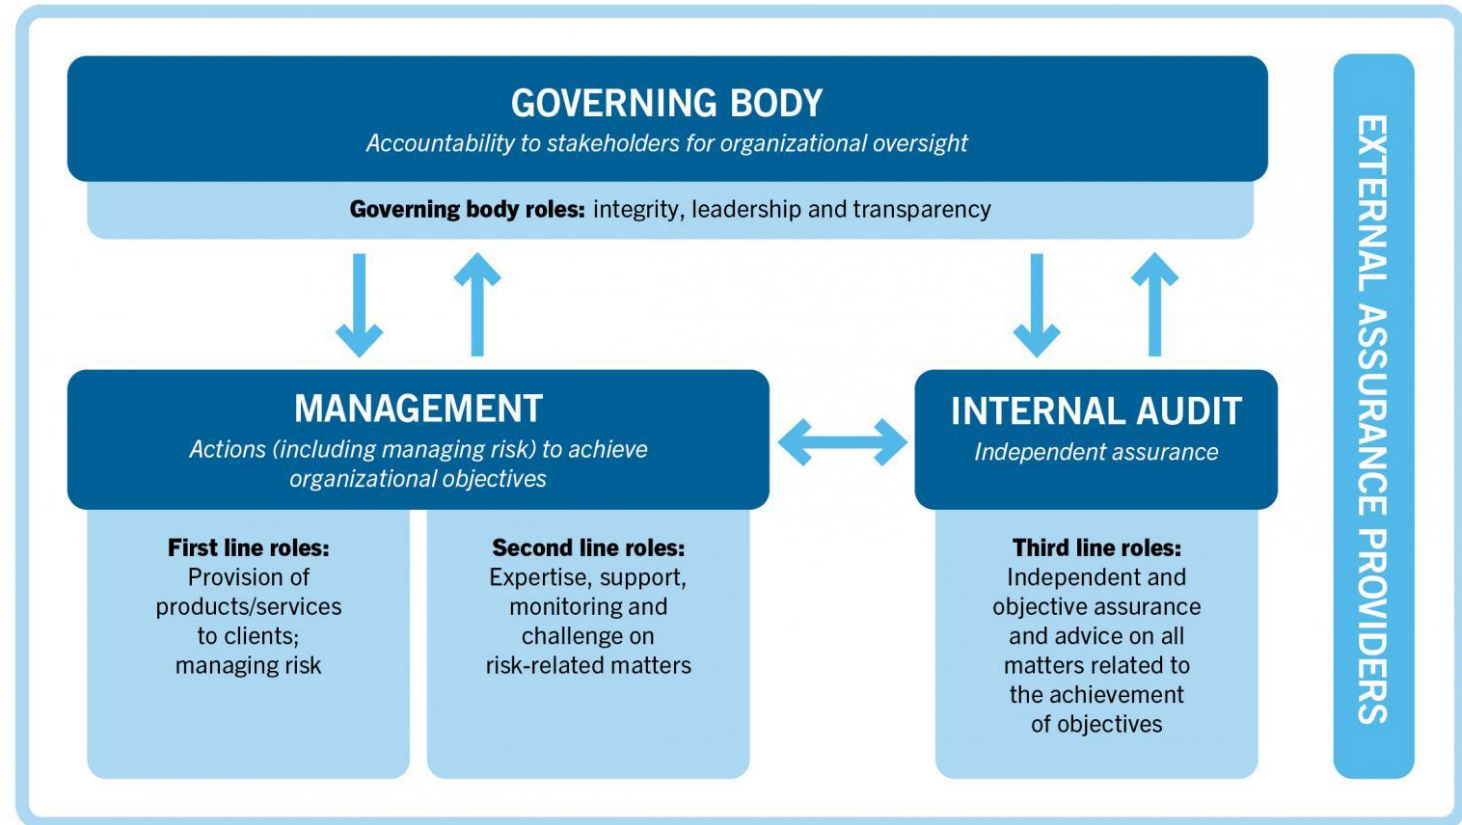 GOVERNING BODY
Accountability to stakeholders for organizational oversight
Governing body roles: integrity, leadership and transparency
MANAGEMENT
Actions (including managing risk) to achieve
organizational objectives
First line roles:
Provision of
products/services
to clients;
managing risk
Second line roles:
Expertise, support,
monitoring and
challenge on
risk-related matters
INTERNAL AUDIT
Independent assurance
Third line roles:
Independent and
objective assurance
and advice on all
matters related to
the achievement
of objectives
EXTERNAL ASSURANCE PROVIDERS